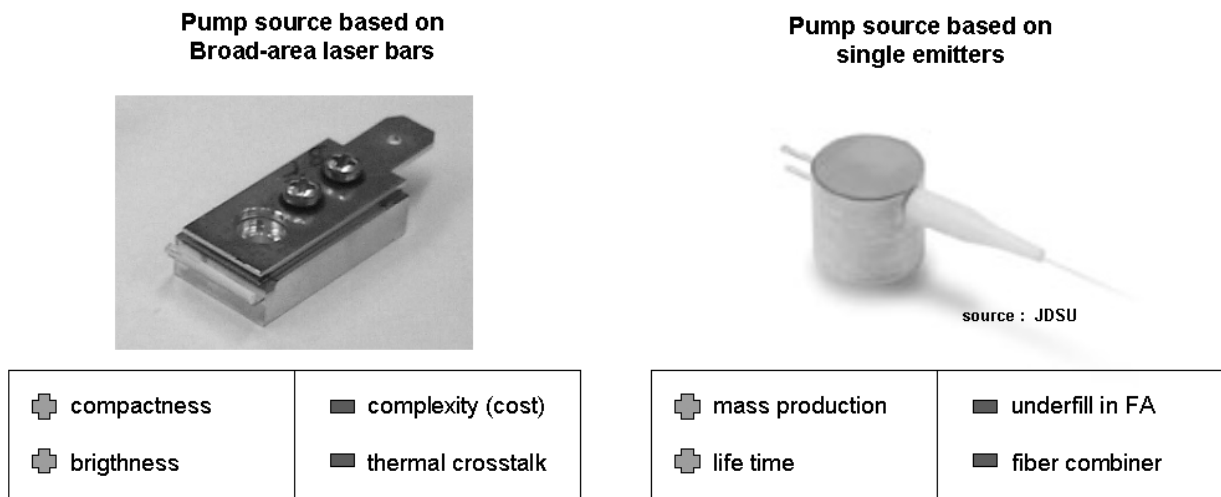 Pump source based on
Broad-area laser bars
Pump source based on
single emitters
source : JDSU
compactness
complexity (cost)
brigthness
thermal crosstalk
mass production
underfill in FA
life time
fiber combiner